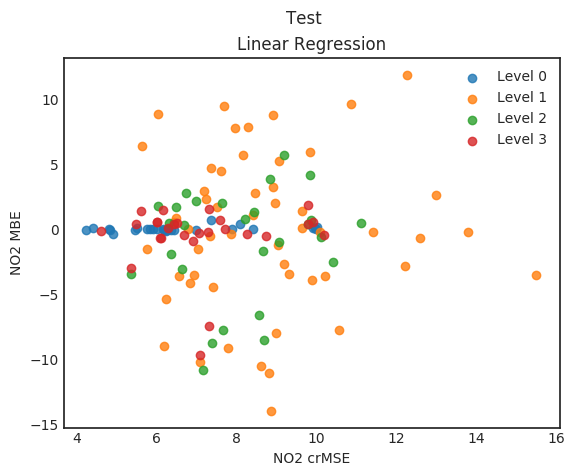 Test
Linear Regression
Level 0
Level 1
Level 2
Level 3
10
5
0
−5
−10
−15
NO2 MBE
4 6 8 10 12 14 16
NO2 crMSE